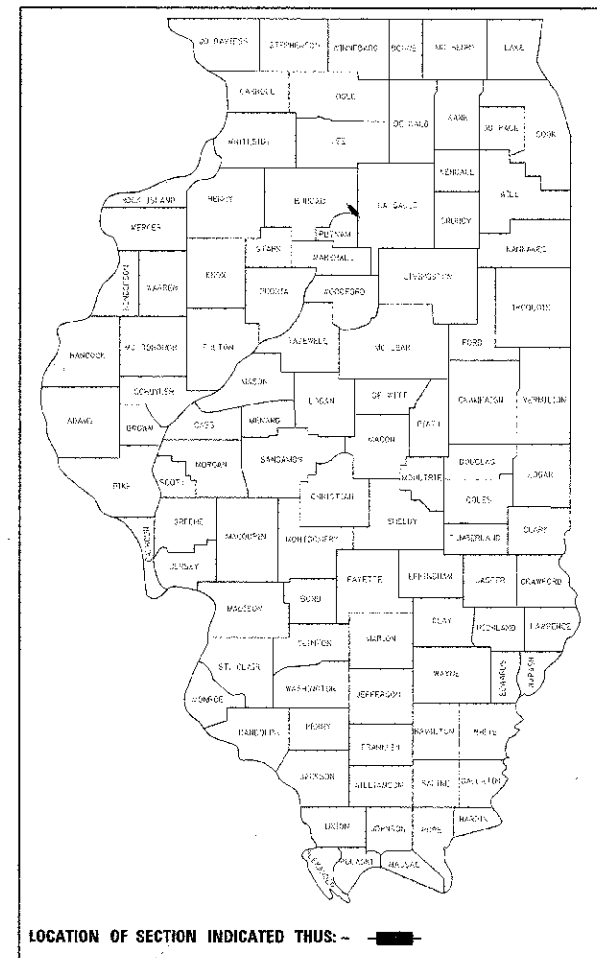 JO DAVIESS STEPHENSON WINNEBAGO BOONE MC HENRY LAKE
CARROLL OGLE
DE KALB KANE DU PAGE COOK
WHITESIDE LEE
KENDALL
ROCK ISLAND HENRY BUREAU LA SALLE WILL
GRUNDY
MERCER PUTNAM KANKAKEE
STARK MARSHALL
HENDERSON WARREN KNOX LIVINGSTON
PEORIA WOODFORD IROQUOIS
FORD
HANCOCK MC DONOUGH FULTON TAZEWELL MC LEAN
MASON
SCHUYLER DE WITT CHAMPAIGN VERMILION
LOGAN
ADAMS BROWN CASS MENARD PIATT
MACON
MORGAN SANGAMON DOUGLAS
PIKE SCOTT MOULTRIE EDGAR
CHRISTIAN COLES
GREENE SHELBY
CALHOUN MACOUPIN MONTGOMERY CUMBERLAND CLARK
JERSEY
FAYETTE EFFINGHAM JASPER CRAWFORD
MADISON BOND
CLAY RICHLAND LAWRENCE
MARION
CLINTON
ST. CLAIR WAYNE EDWARDS WABASH
WASHINGTON JEFFERSON
MONROE
RANDOLPH PERRY HAMILTON WHITE
FRANKLIN
JACKSON WILLIAMSON SALINE GALLATIN
UNION JOHNSON POPE HARDIN
ALEXANDER PULASKI MASSAC
LOCATION OF SECTION INDICATED THUS: -